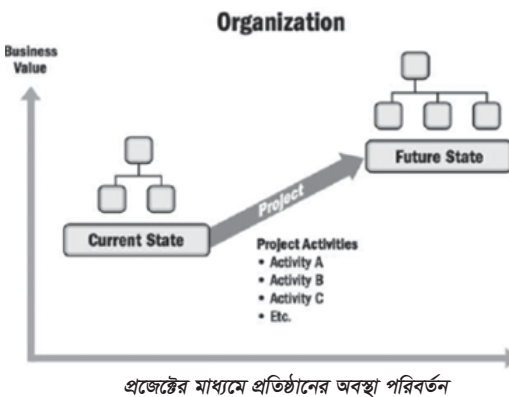 Organization
Business
Value
Future State
Project
Current State
Project Activities
• Activity A
• Activity B
• Activity C
• Etc.
প্রজেক্টের মাধ্যমে প্রতিষ্ঠানের অবস্থা পরিবর্তন